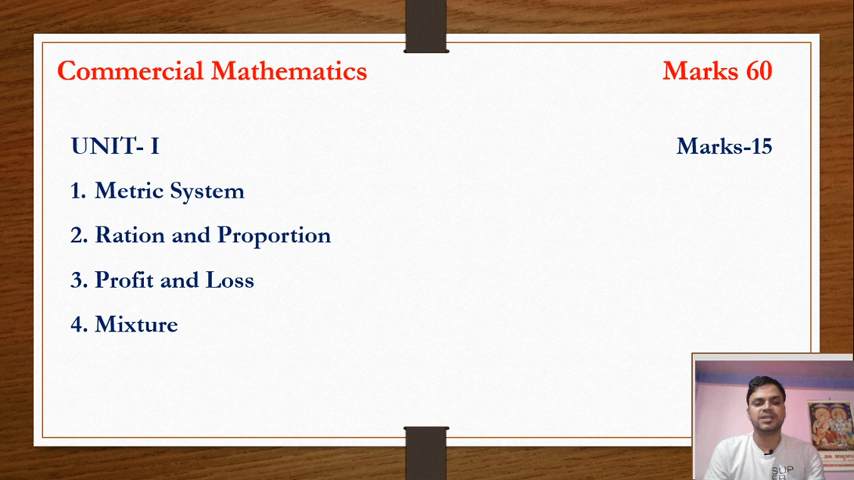 Commercial Mathematics Marks 60
UNIT- I Marks-15
1. Metric System
2. Ration and Proportion
3. Profit and Loss
4. Mixture
SUP